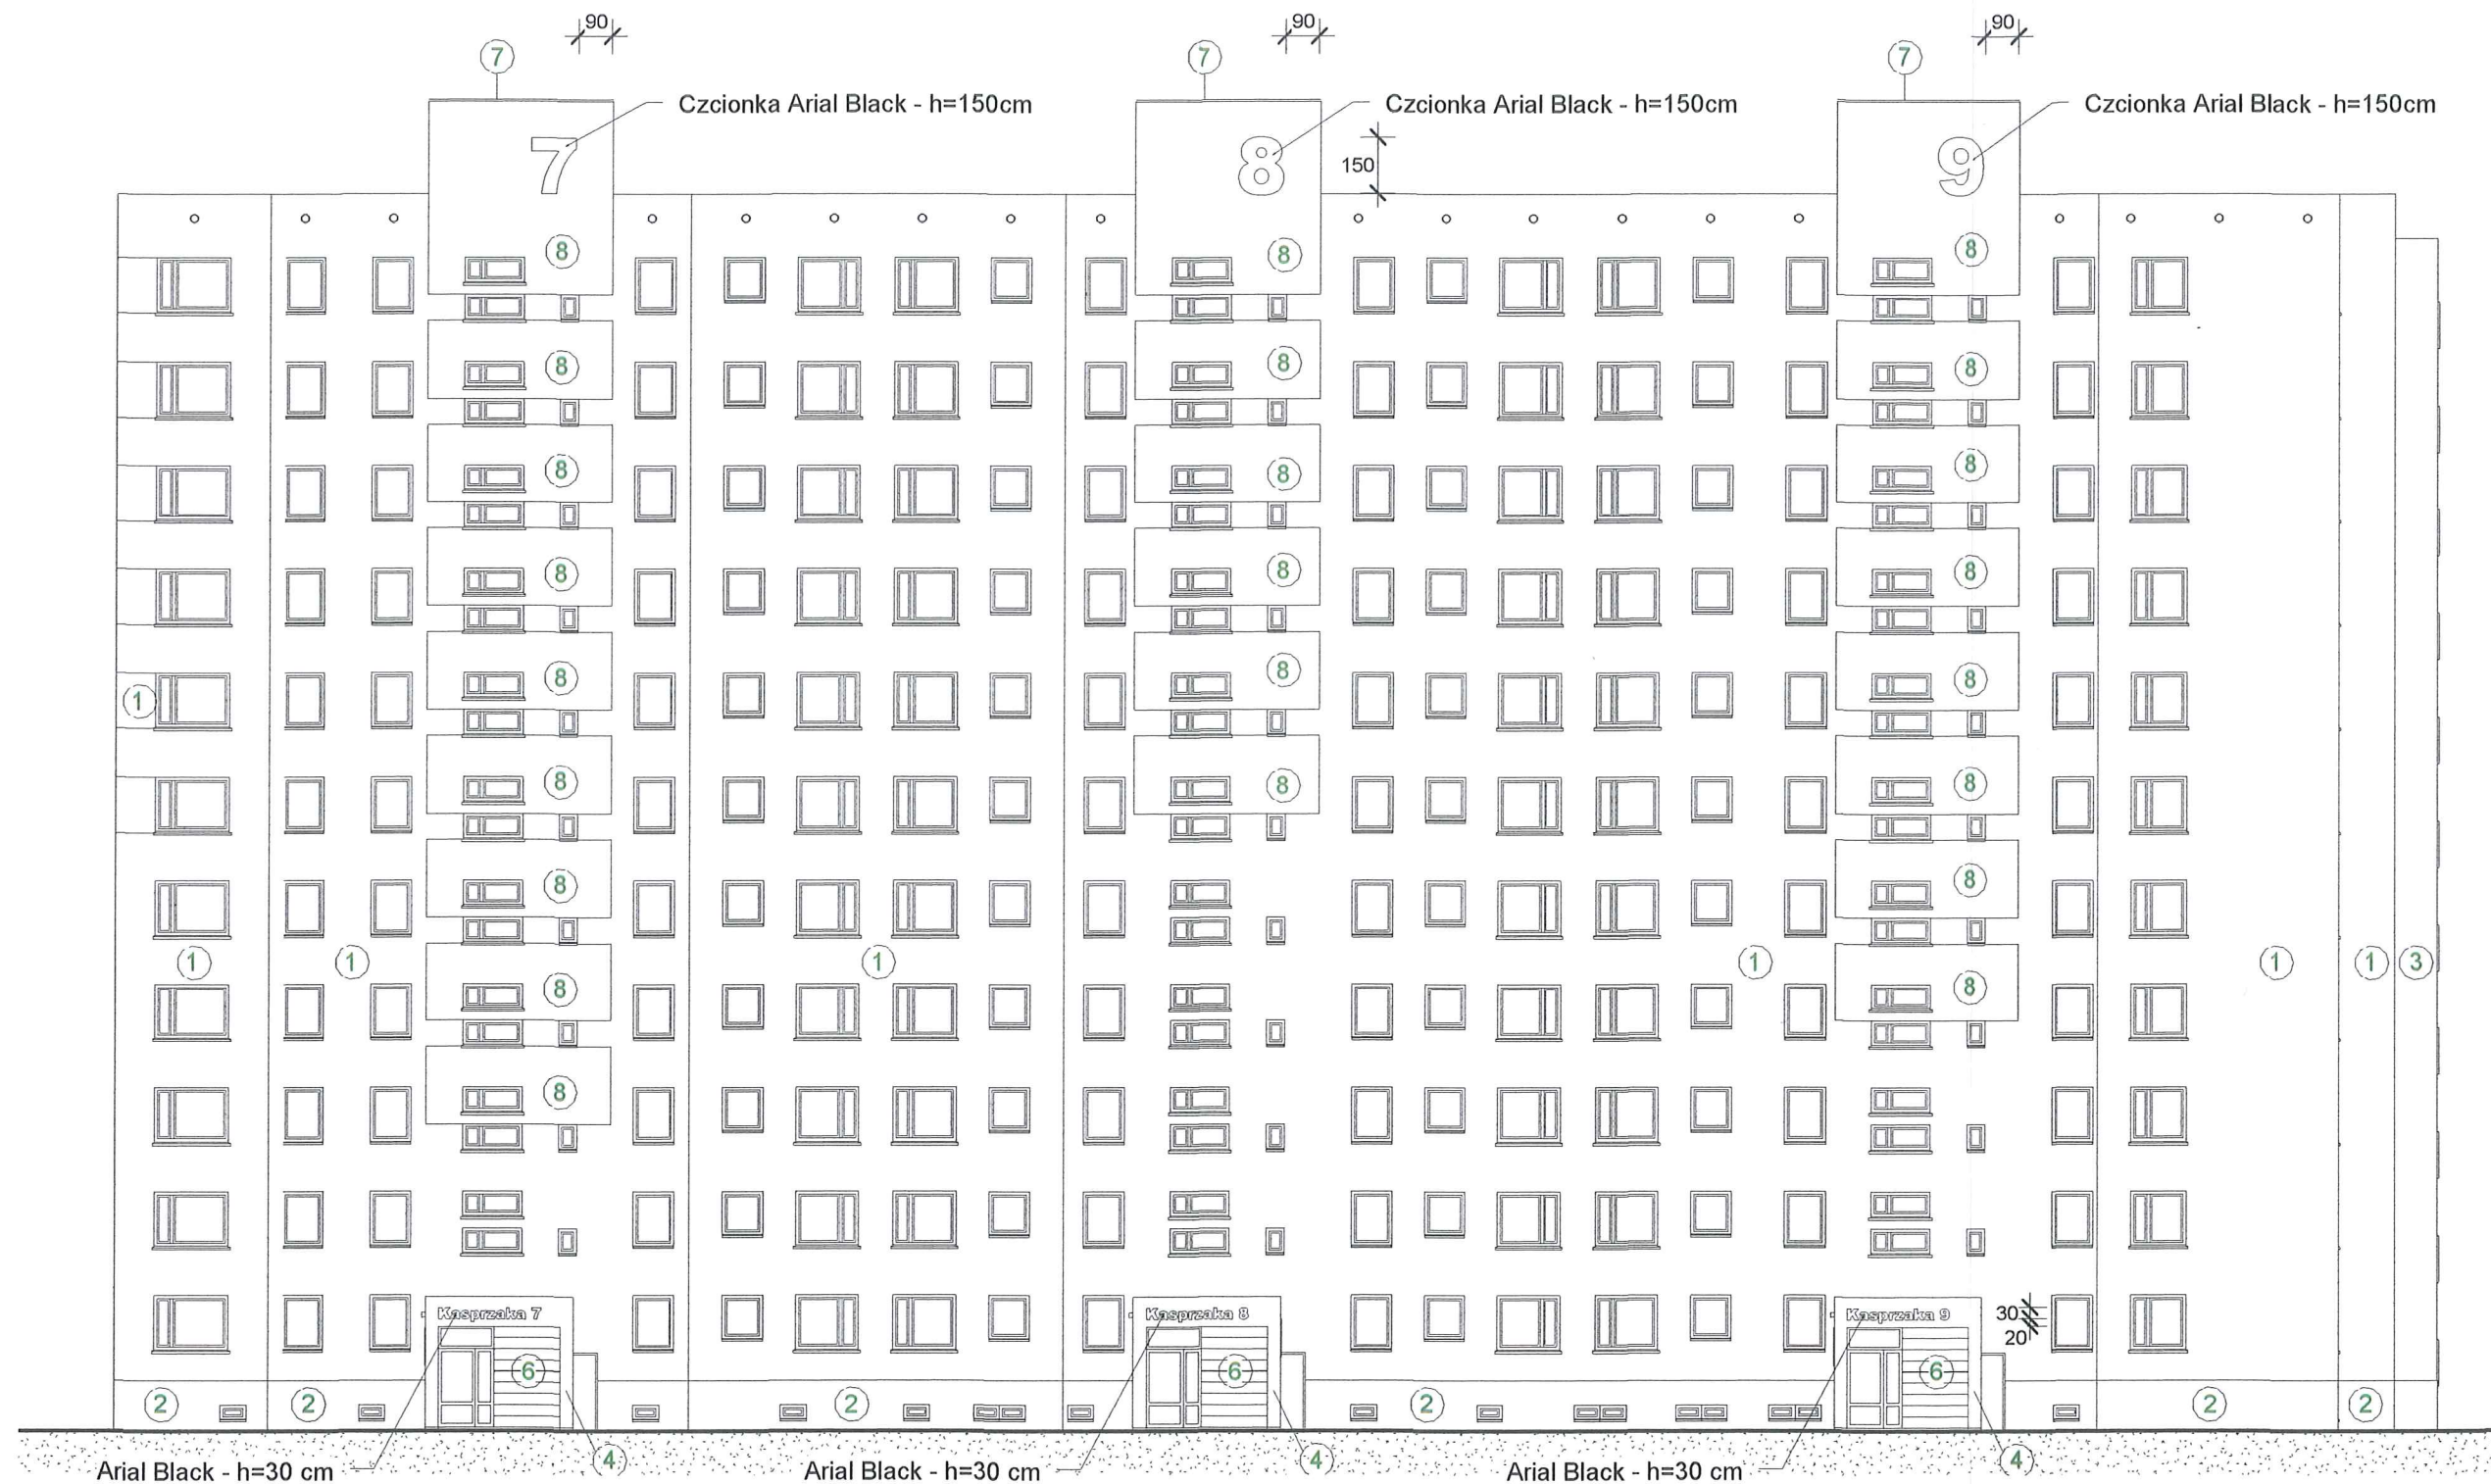 90 90 90
7 7 7
Czcionka Arial Black - h=150cm Czcionka Arial Black - h=150cm Czcionka Arial Black - h=150cm
7 8 150 9
8 8 8
8 8 8
8 8 8
8 8 8
1 8 8 8
8 8 8
8 8
1 1 1 1 1 1 3
8 8
8
Kasprzaka 7 Kasprzaka 8 Kasprzaka 9 30
20
6 6 6
2 2 2 2 2 2
4 4 4
Arial Black - h=30 cm Arial Black - h=30 cm Arial Black - h=30 cm